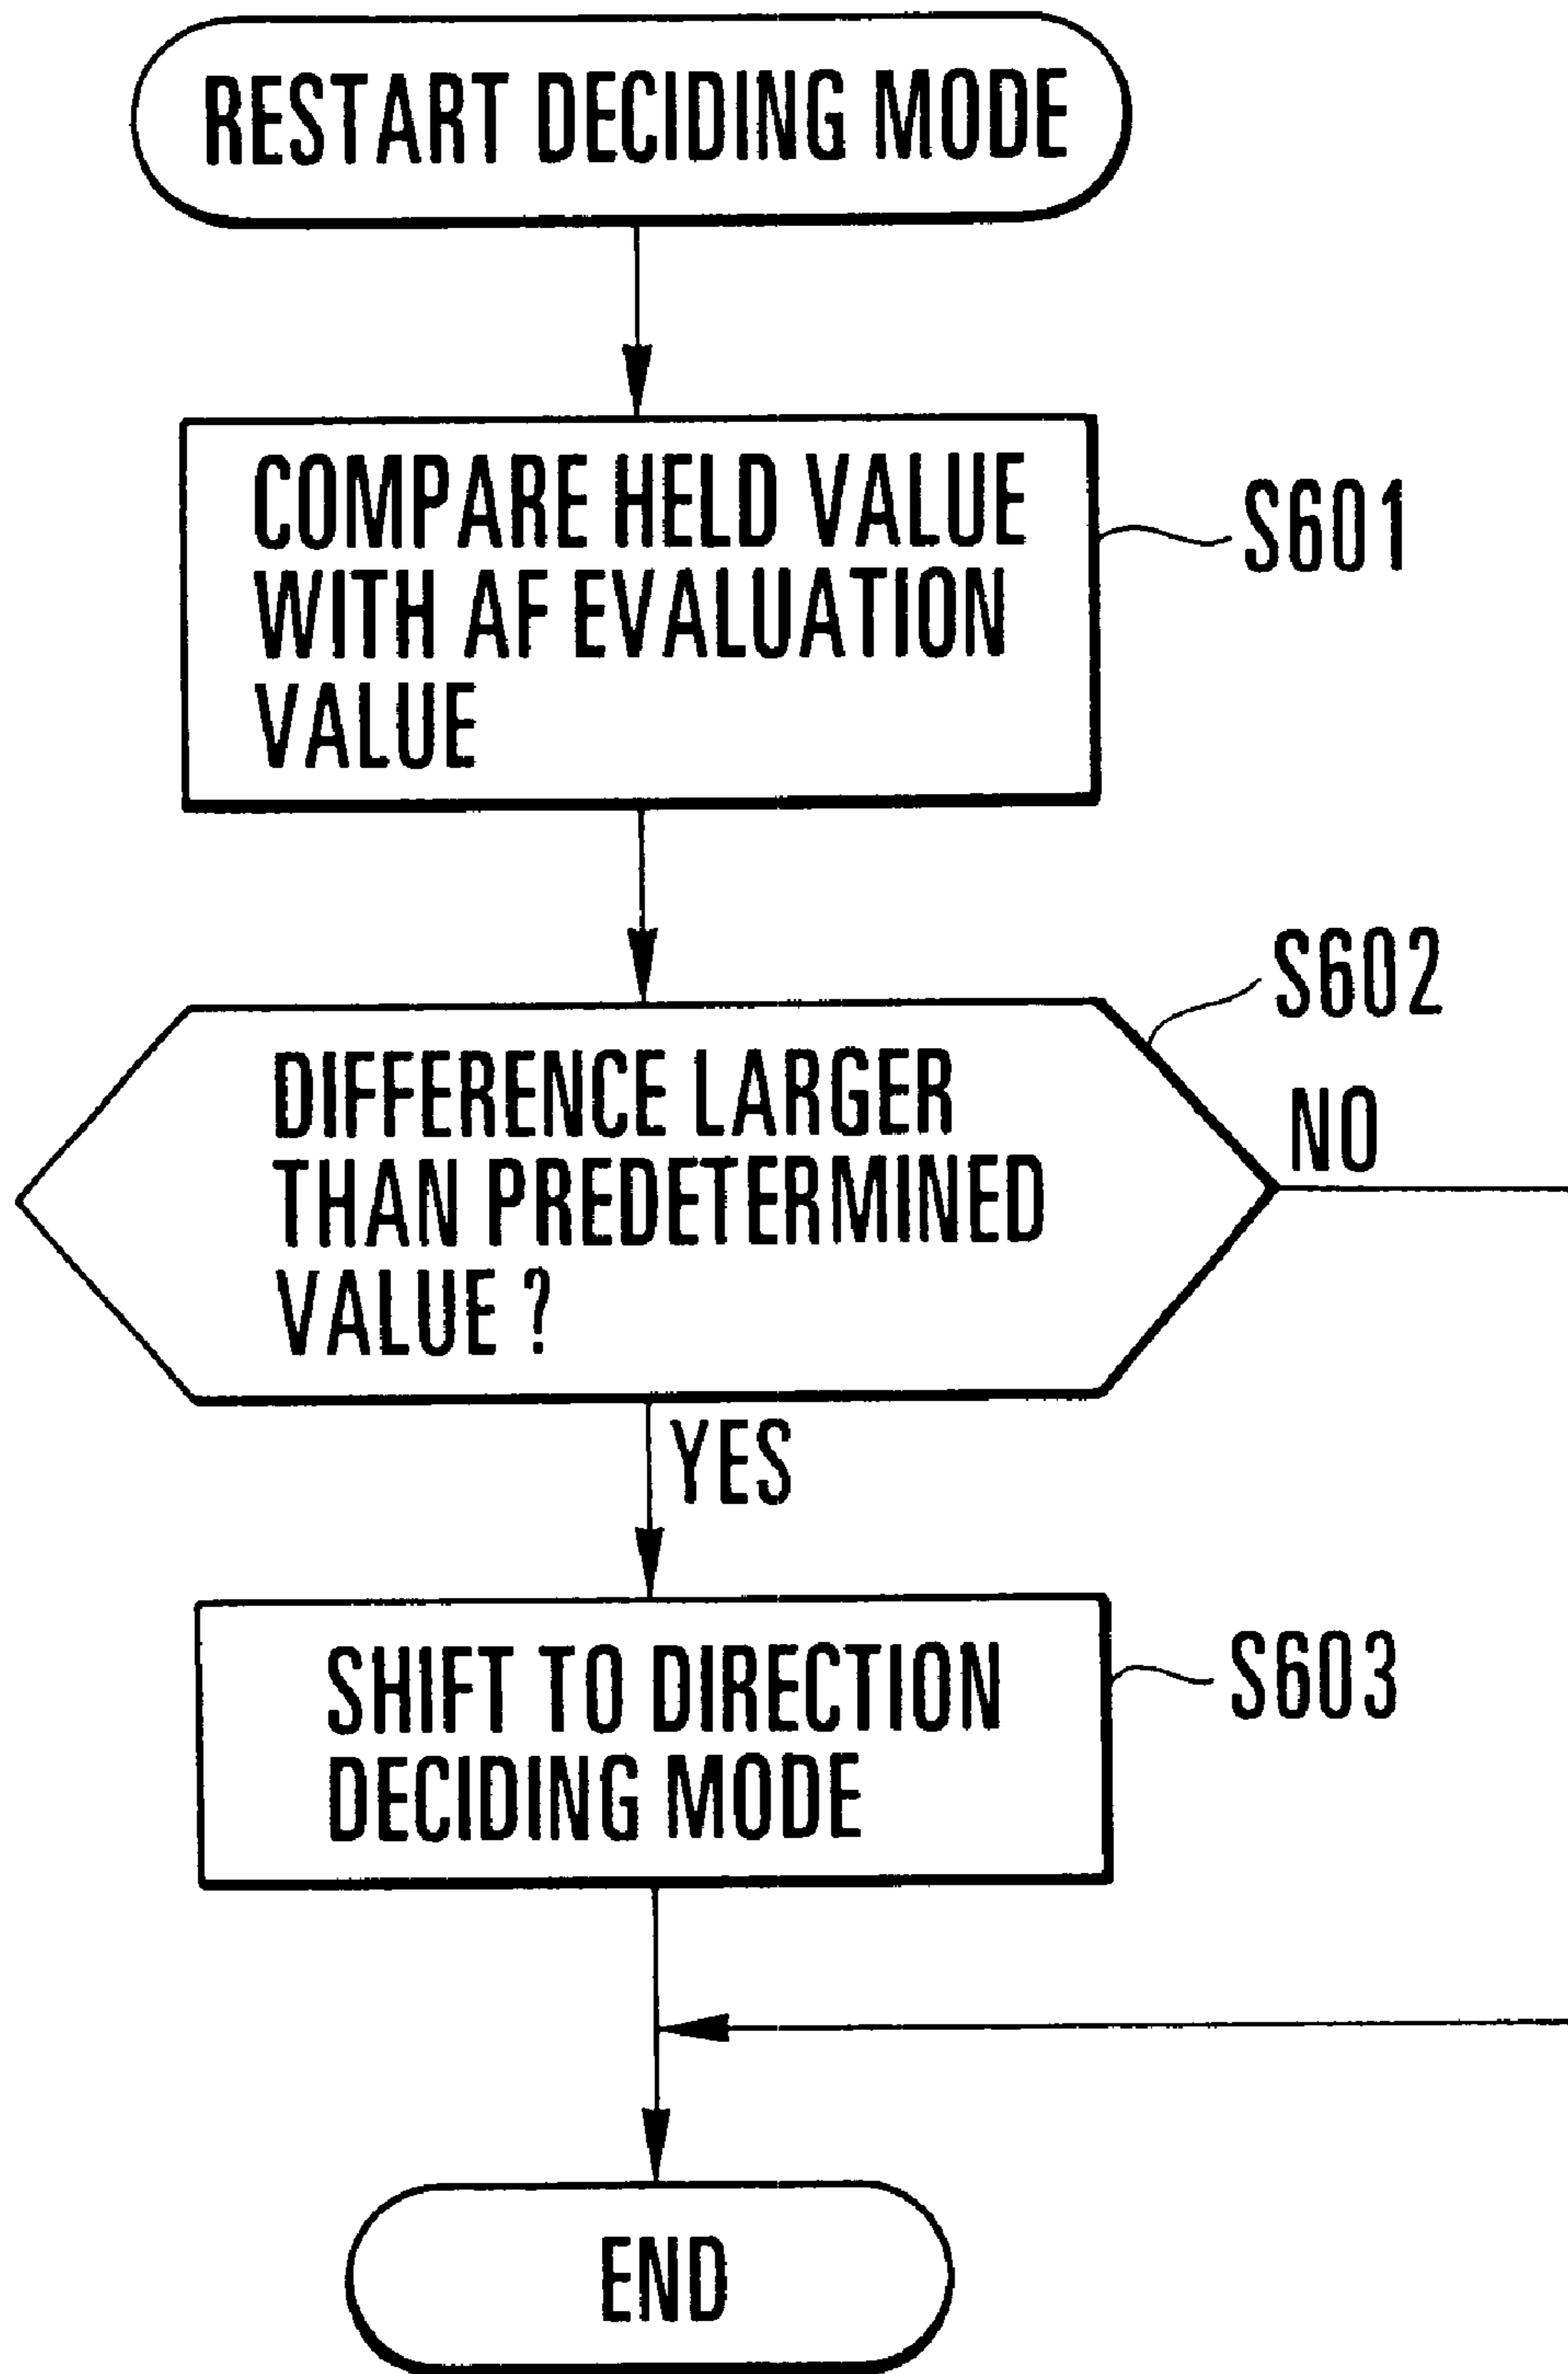 RESTART DECIDING MODE
COMPARE HELD VALUE
WITH AF EVALUATION
VALUE
S601
S602
DIFFERENCE LARGER
THAN PREDETERMINED
VALUE ?
NO
YES
SHIFT TO DIRECTION
DECIDING MODE
S603
END